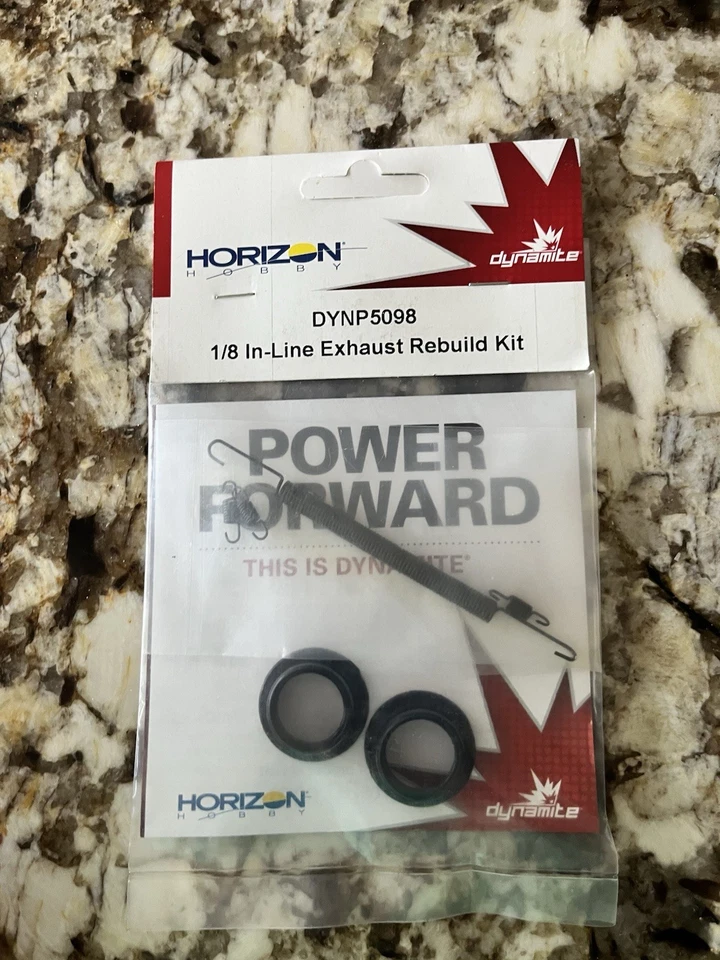 HORIZON
HOBBY
dynamite
DYNP5098
1/8 In-Line Exhaust Rebuild Kit
POWER
FORWARD
THIS IS DYNAMITE®
HORIZON
HOBBY
dynamite